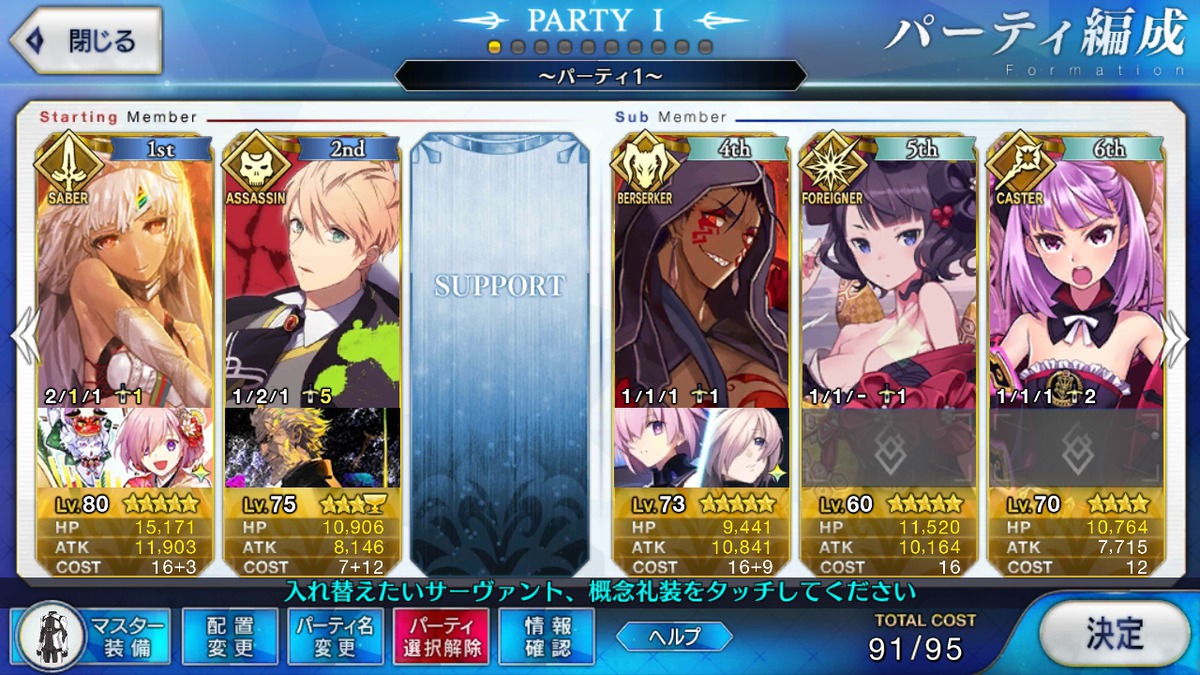 閉じる
PARTY I
~パーティ1~
パーティ編成
Formation
Starting Member
Sub Member
SABER
1st
2/1/1 1
Lv.80
HP 15,171
ATK 11,903
COST 16+3
ASSASSIN
2nd
1/2/1 5
Lv.75
HP 10,906
ATK 8,146
COST 7+12
SUPPORT
BERSERKER
4th
1/1/1 1
Lv.73
HP 9,441
ATK 10,841
COST 16+9
FOREIGNER
5th
1/1/- 1
Lv.60
HP 11,520
ATK 10,164
COST 16
CASTER
6th
1/1/1 2
Lv.70
HP 10,764
ATK 7,715
COST 12
入れ替えたいサーヴァント、概念礼装をタッチしてください
マスター
装備
配置
変更
パーティ名
変更
パーティ
選択解除
情報
確認
ヘルプ
TOTAL COST
91/95
決定